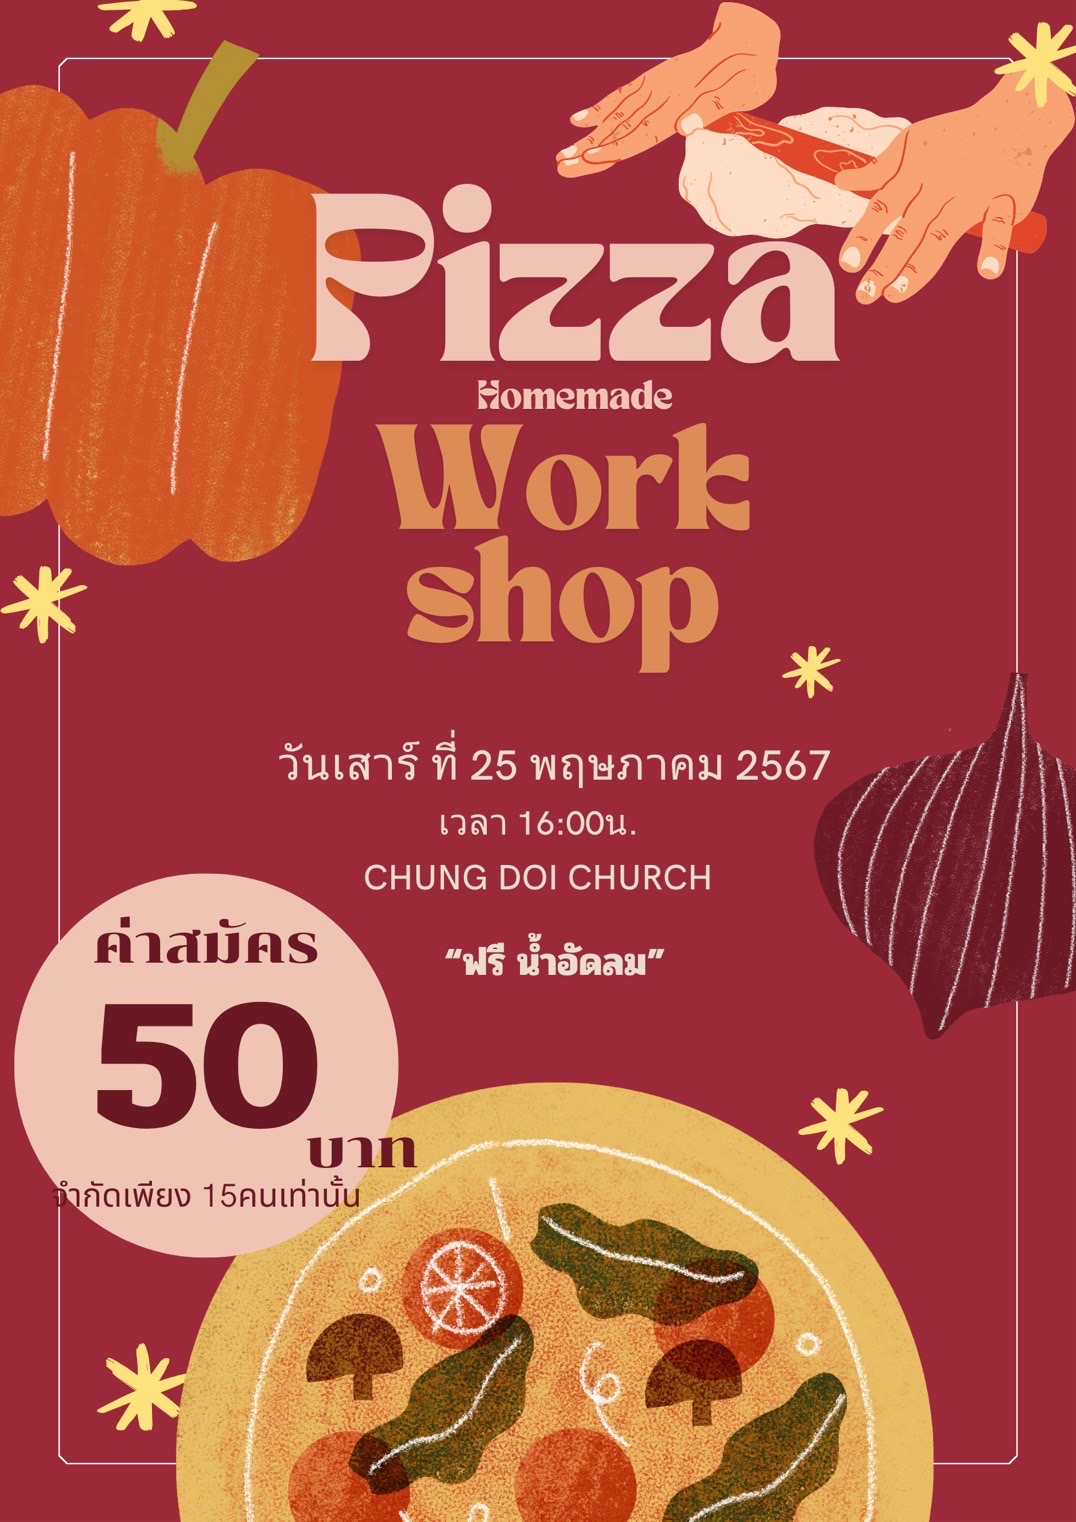 Pizza
Homemade
Work
shop
วันเสาร์ ที่ 25 พฤษภาคม 2567
เวลา 16:00น.
CHUNG DOI CHURCH
“ฟรี น้ำอัดลม”
ค่าสมัคร
50
บาท
จำกัดเพียง 15คนเท่านั้น